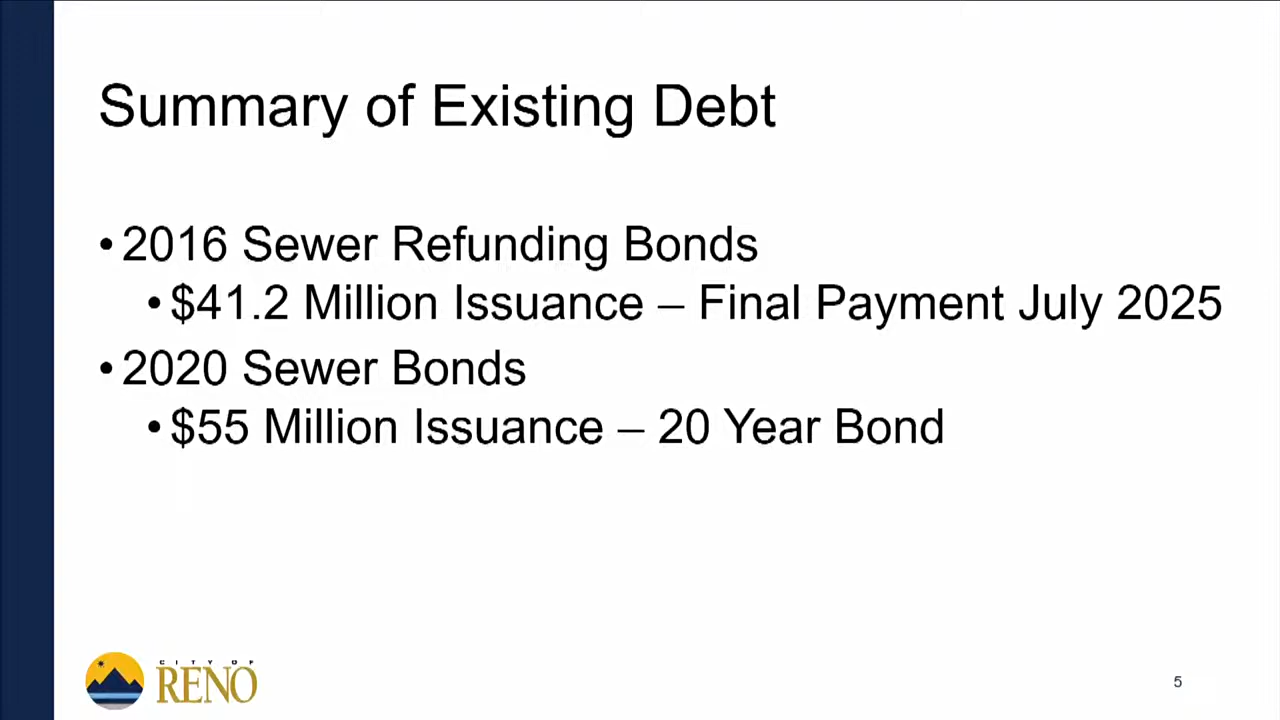 Summary of Existing Debt
•2016 Sewer Refunding Bonds
•$41.2 Million Issuance – Final Payment July 2025
•2020 Sewer Bonds
•$55 Million Issuance – 20 Year Bond
CITY OF
RENO
5